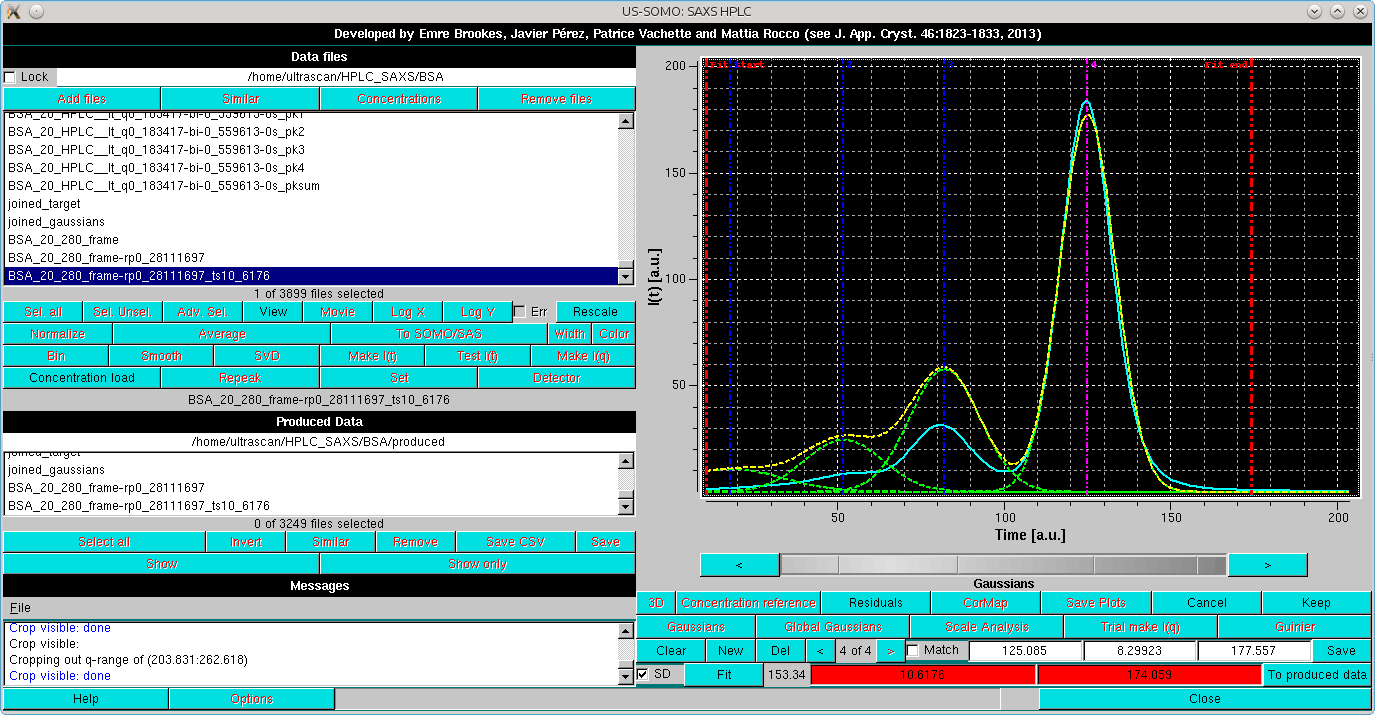 US-SOMO: SAXS HPLC
Developed by Emre Brookes, Javier Pérez, Patrice Vachette and Mattia Rocco (see J. App. Cryst. 46:1823-1833, 2013)
Data files
Lock /home/ultrascan/HPLC_SAXS/BSA
Add files Similar Concentrations Remove files
BSA_20_HPLC__It_q0_183417-bi-0_559613-0s_pk1
BSA_20_HPLC__It_q0_183417-bi-0_559613-0s_pk2
BSA_20_HPLC__It_q0_183417-bi-0_559613-0s_pk3
BSA_20_HPLC__It_q0_183417-bi-0_559613-0s_pk4
BSA_20_HPLC__It_q0_183417-bi-0_559613-0s_pksum
joined_target
joined_gaussians
BSA_20_280_frame
BSA_20_280_frame-rp0_28111697
BSA_20_280_frame-rp0_28111697_ts10_6176
1 of 3899 files selected
Sel. all Sel. Unsel. Adv. Sel. View Movie Log X Log Y Err Rescale
Normalize Average To SOMO/SAS Width Color
Bin Smooth SVD Make I(t) Test I(t) Make I(q)
Concentration load Repeak Set Detector
BSA_20_280_frame-rp0_28111697_ts10_6176
Produced Data
/home/ultrascan/HPLC_SAXS/BSA/produced
joined_target
joined_gaussians
BSA_20_280_frame-rp0_28111697
BSA_20_280_frame-rp0_28111697_ts10_6176
0 of 3249 files selected
Select all Invert Similar Remove Save CSV Save
Show Show only
Messages
File
Crop visible: done
Crop visible:
Cropping out q-range of (203.831:262.618)
Crop visible: done
Help Options
Fit start Fit end
4
200
150
100
50
I(t) [a.u.]
50 100 150 200
Time [a.u.]
< >
Gaussians
3D Concentration reference Residuals CorMap Save Plots Cancel Keep
Gaussians Global Gaussians Scale Analysis Trial make I(q) Guinier
Clear New Del < 4 of 4 > Match 125.085 8.29923 177.557 Save
SD Fit 153.34 10.6176 174.059 To produced data
Close